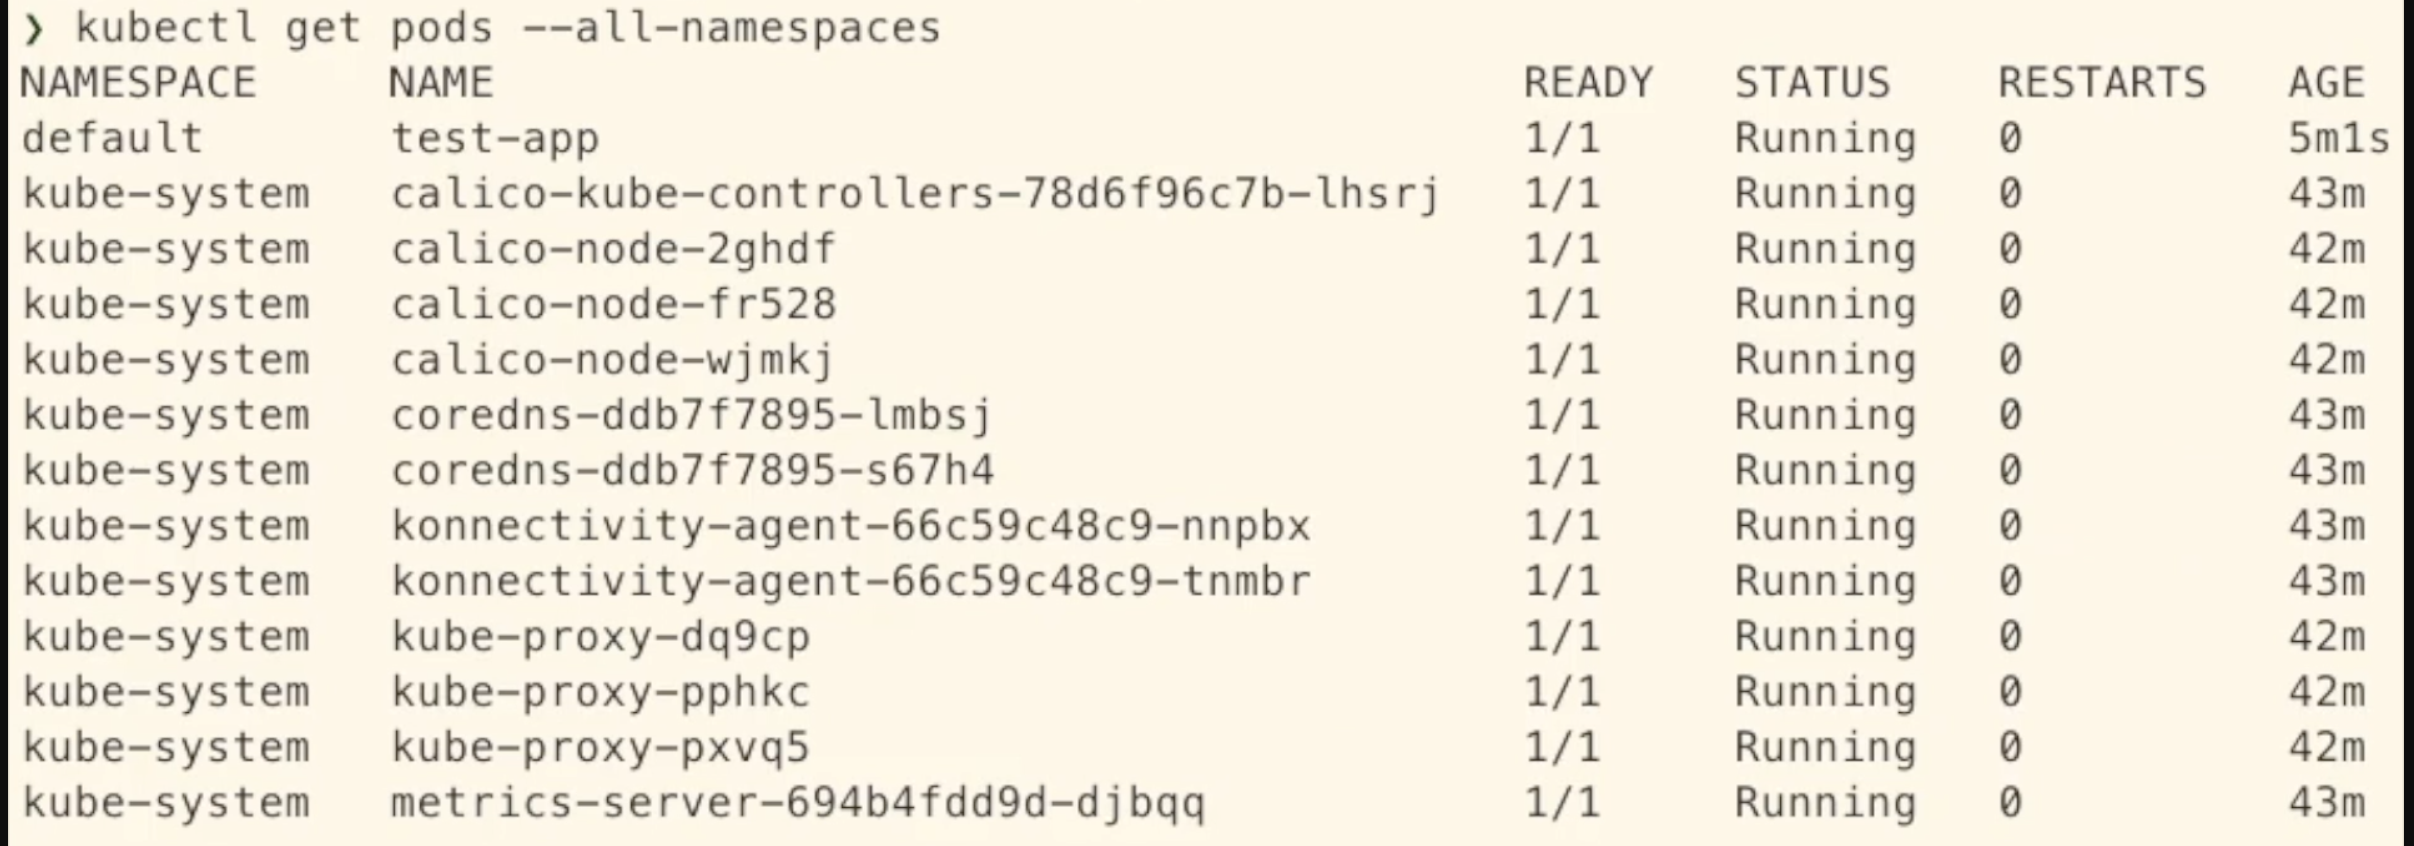 ❯ kubectl get pods --all-namespaces
NAMESPACE     NAME                                       READY   STATUS    RESTARTS   AGE
default       test-app                                   1/1     Running   0          5m1s
kube-system   calico-kube-controllers-78d6f96c7b-lhsrj   1/1     Running   0          43m
kube-system   calico-node-2ghdf                          1/1     Running   0          42m
kube-system   calico-node-fr528                          1/1     Running   0          42m
kube-system   calico-node-wjmkj                          1/1     Running   0          42m
kube-system   coredns-ddb7f7895-lmbsj                    1/1     Running   0          43m
kube-system   coredns-ddb7f7895-s67h4                    1/1     Running   0          43m
kube-system   konnectivity-agent-66c59c48c9-nnpbx        1/1     Running   0          43m
kube-system   konnectivity-agent-66c59c48c9-tnmbr        1/1     Running   0          43m
kube-system   kube-proxy-dq9cp                           1/1     Running   0          42m
kube-system   kube-proxy-pphkc                           1/1     Running   0          42m
kube-system   kube-proxy-pxvq5                           1/1     Running   0          42m
kube-system   metrics-server-694b4fdd9d-djbqq            1/1     Running   0          43m